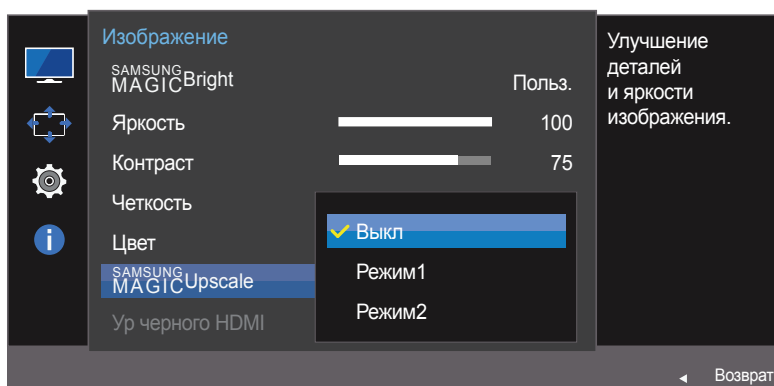 Изображение
SAMSUNG MAGIC Bright Польз.
Яркость 100
Контраст 75
Четкость
Цвет
SAMSUNG MAGIC Upscale
Ур черного HDMI
Выкл
Режим1
Режим2
Улучшение
деталей
и яркости
изображения.
Возврат